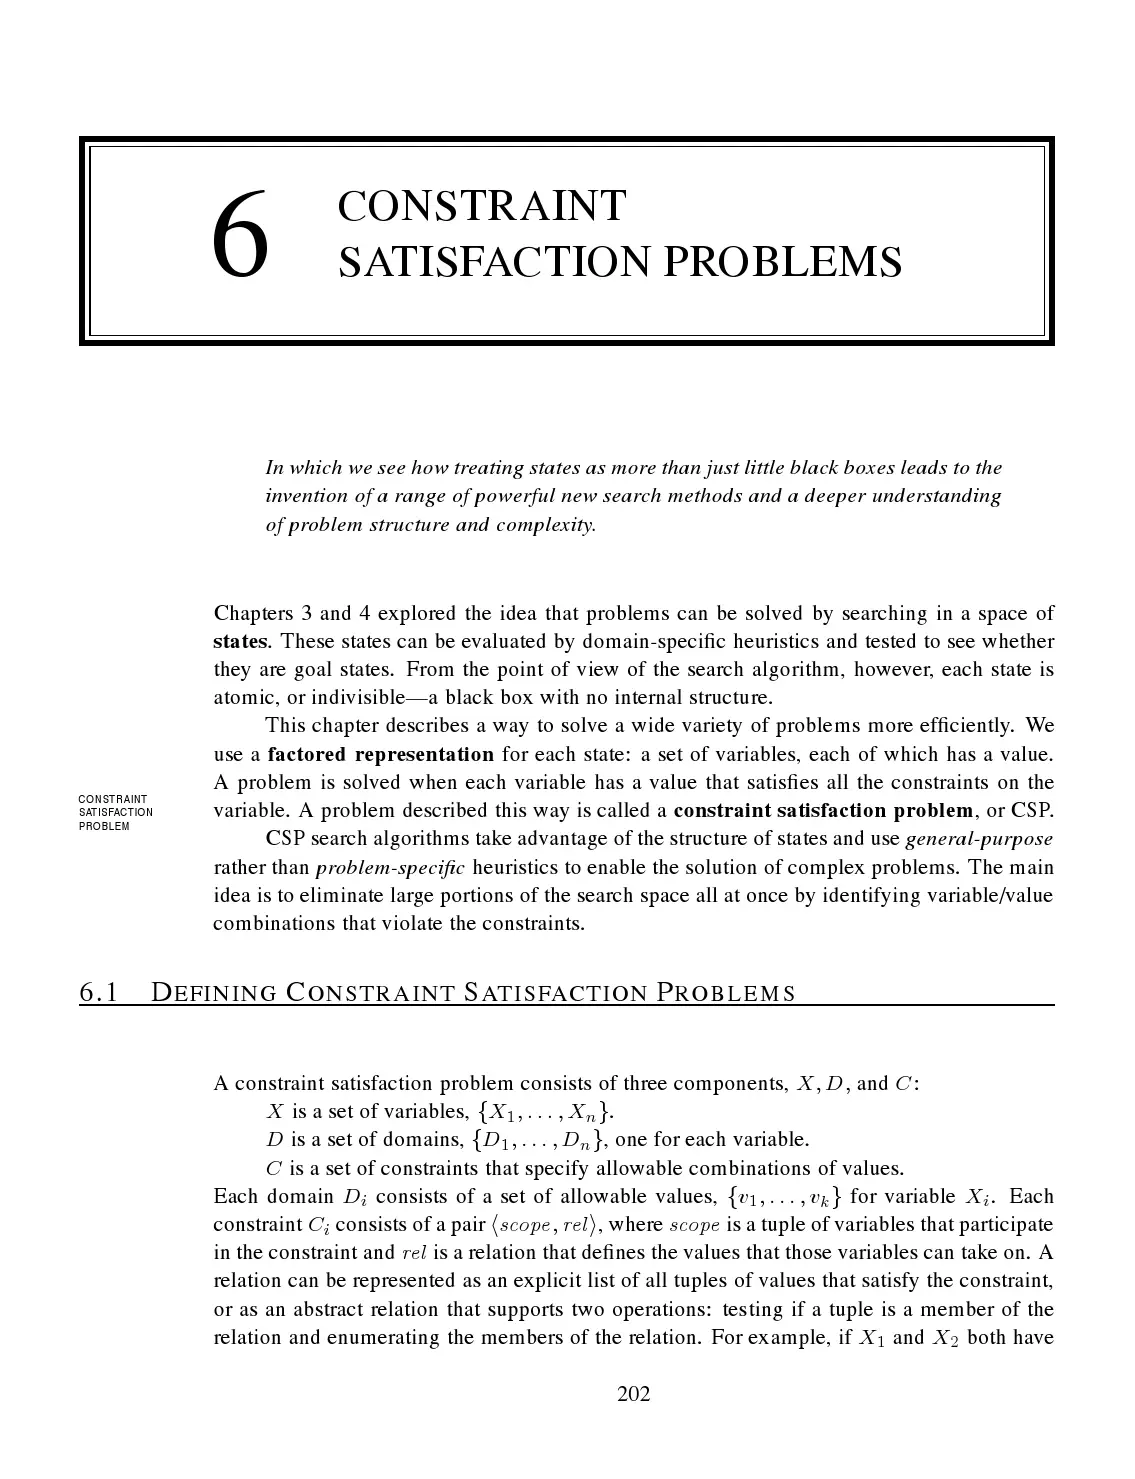 6
CONSTRAINT
SATISFACTION PROBLEMS
In which we see how treating states as more than just little black boxes leads to the
invention of a range of powerful new search methods and a deeper understanding
of problem structure and complexity.
Chapters 3 and 4 explored the idea that problems can be solved by searching in a space of
states. These states can be evaluated by domain-specific heuristics and tested to see whether
they are goal states. From the point of view of the search algorithm, however, each state is
atomic, or indivisible—a black box with no internal structure.
This chapter describes a way to solve a wide variety of problems more efficiently. We
use a factored representation for each state: a set of variables, each of which has a value.
A problem is solved when each variable has a value that satisfies all the constraints on the
variable. A problem described this way is called a constraint satisfaction problem, or CSP.
CONSTRAINT
SATISFACTION
PROBLEM
CSP search algorithms take advantage of the structure of states and use general-purpose
rather than problem-specific heuristics to enable the solution of complex problems. The main
idea is to eliminate large portions of the search space all at once by identifying variable/value
combinations that violate the constraints.
6.1 DEFINING CONSTRAINT SATISFACTION PROBLEMS
A constraint satisfaction problem consists of three components, X, D, and C:
X is a set of variables, {X₁, . . . , Xₙ}.
D is a set of domains, {D₁, . . . , Dₙ}, one for each variable.
C is a set of constraints that specify allowable combinations of values.
Each domain Dᵢ consists of a set of allowable values, {v₁, . . . , vₖ} for variable Xᵢ. Each
constraint Cᵢ consists of a pair ⟨scope, rel⟩, where scope is a tuple of variables that participate
in the constraint and rel is a relation that defines the values that those variables can take on. A
relation can be represented as an explicit list of all tuples of values that satisfy the constraint,
or as an abstract relation that supports two operations: testing if a tuple is a member of the
relation and enumerating the members of the relation. For example, if X₁ and X₂ both have
202